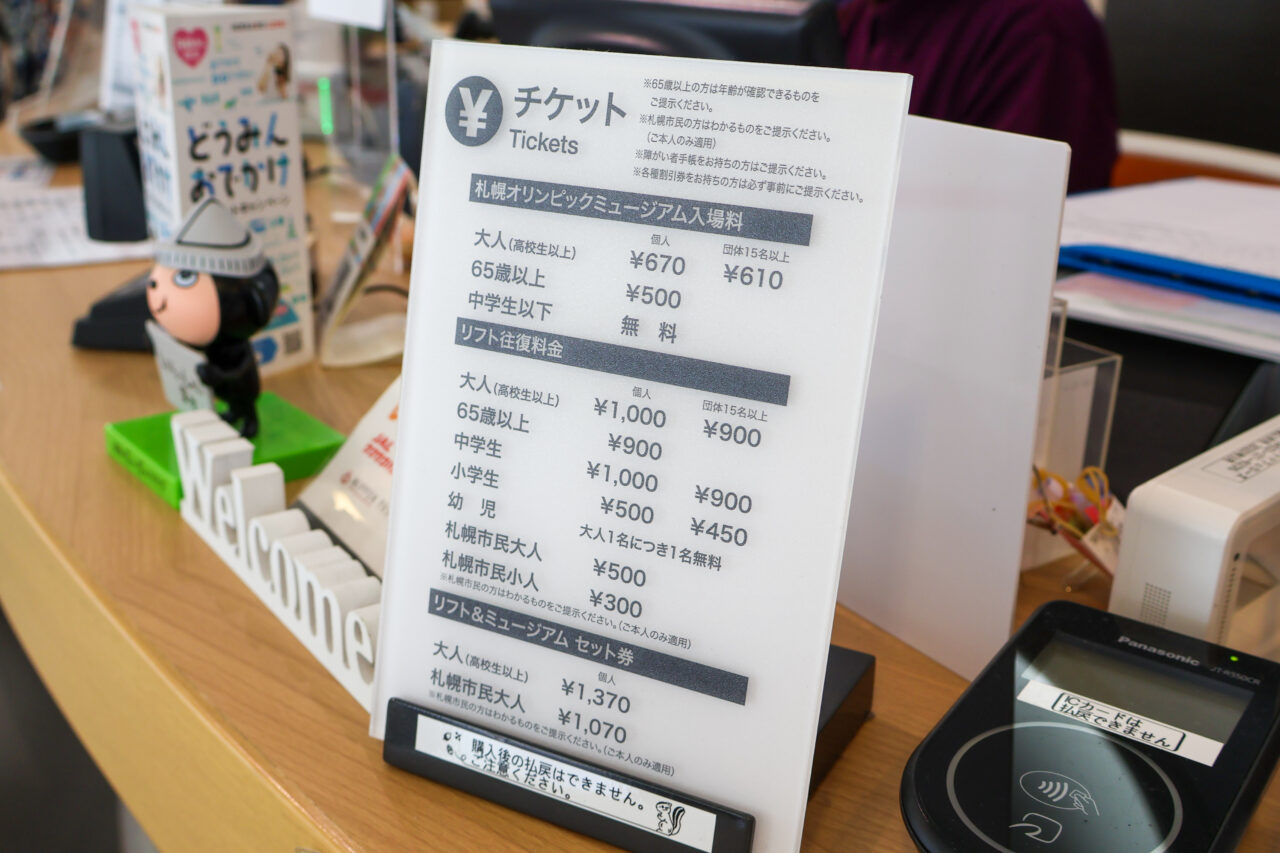 どうみん
おでかけ
¥
チケット
Tickets
※65歳以上の方は年齢が確認できるものを
ご提示ください。
※札幌市民の方はわかるものをご提示ください。
（ご本人のみ適用）
※障がい者手帳をお持ちの方はご提示ください。
※各種割引券をお持ちの方は必ず事前にご提示ください。
札幌オリンピックミュージアム入場料
個人 団体15名以上
大人（高校生以上） ¥670 ¥610
65歳以上 ¥500
中学生以下 無 料
リフト往復料金
個人 団体15名以上
大人（高校生以上） ¥1,000 ¥900
65歳以上 ¥900
中学生 ¥1,000 ¥900
小学生 ¥500 ¥450
幼 児 大人1名につき1名無料
札幌市民大人 ¥500
札幌市民小人 ¥300
※札幌市民の方はわかるものをご提示ください。（ご本人のみ適用）
リフト&ミュージアム セット券
個人
大人（高校生以上） ¥1,370
札幌市民大人 ¥1,070
※札幌市民の方はわかるものをご提示ください。（ご本人のみ適用）
購入後の払戻はできません。
ご注意ください。
Welcome
JAL
Panasonic
JT-R550CR
ICカードは
払戻できません